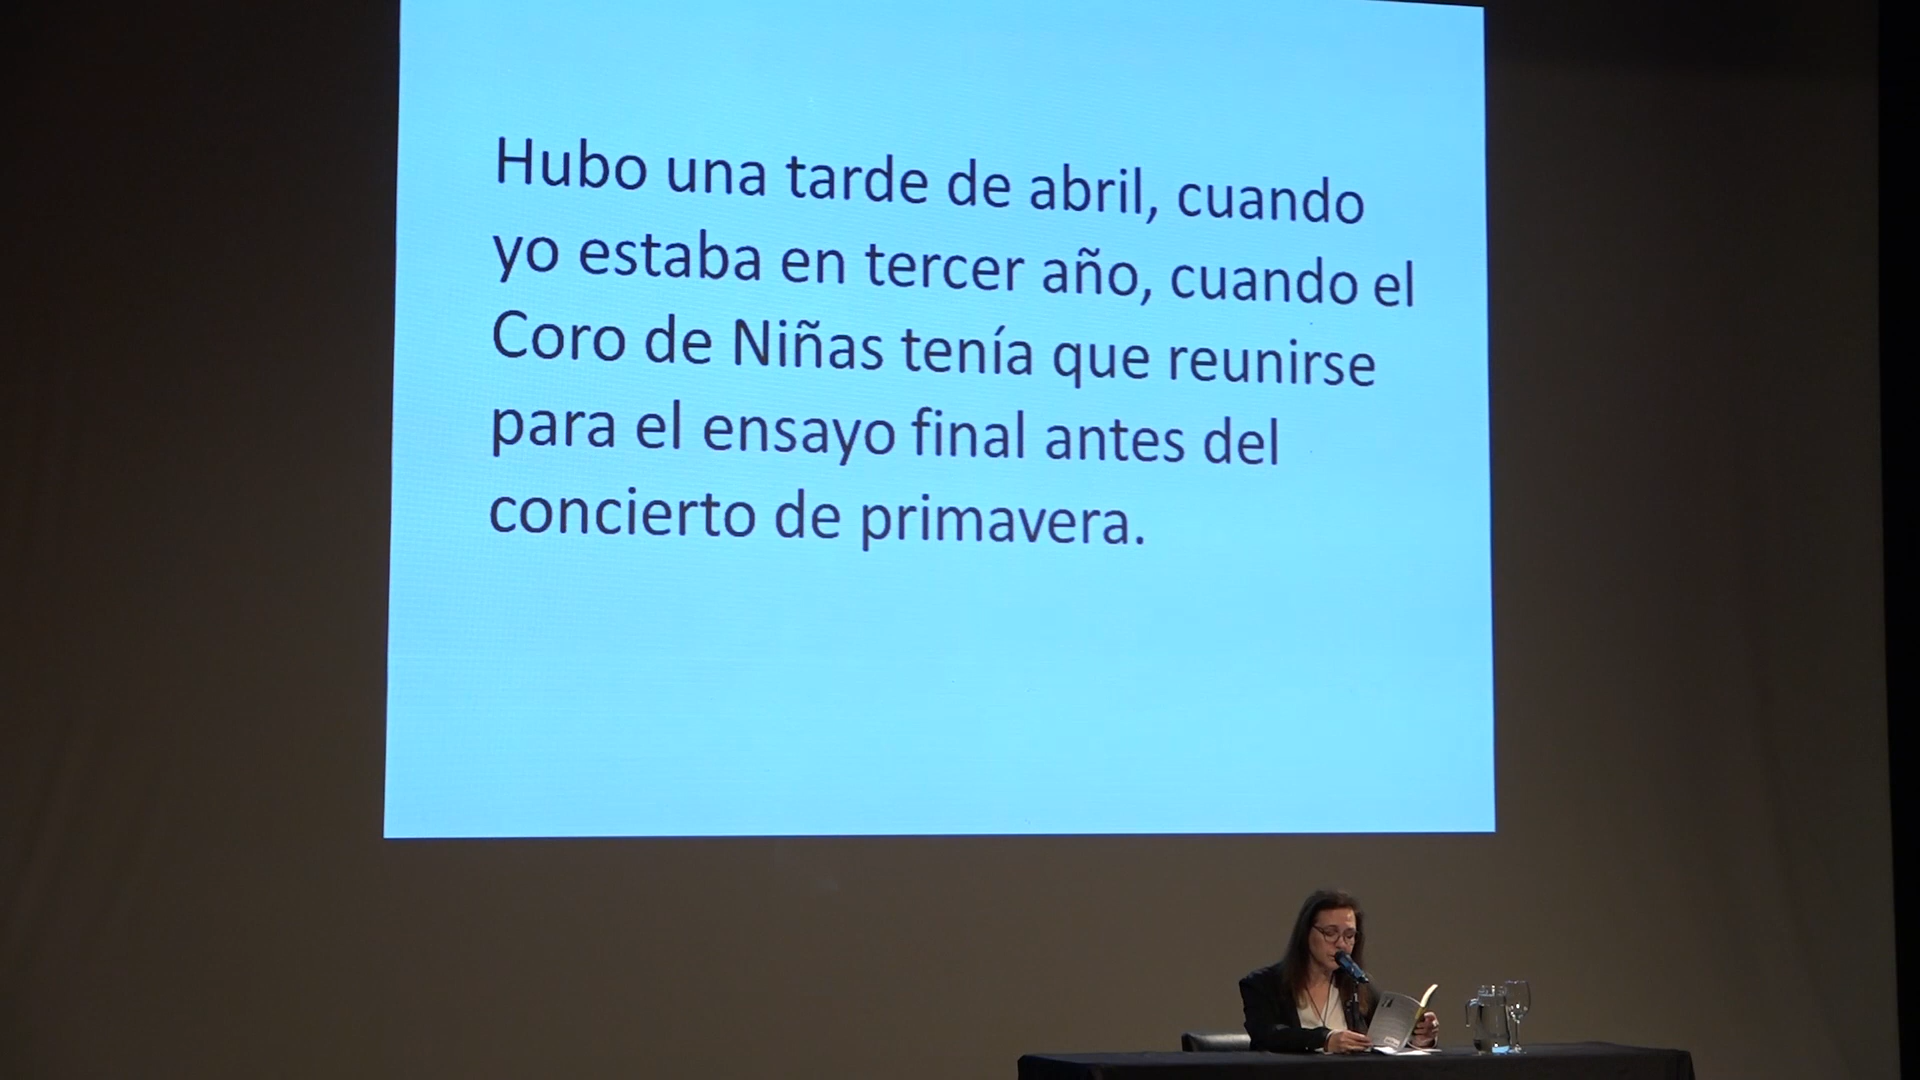 Hubo una tarde de abril, cuando
yo estaba en tercer año, cuando el
Coro de Niñas tenía que reunirse
para el ensayo final antes del
concierto de primavera.